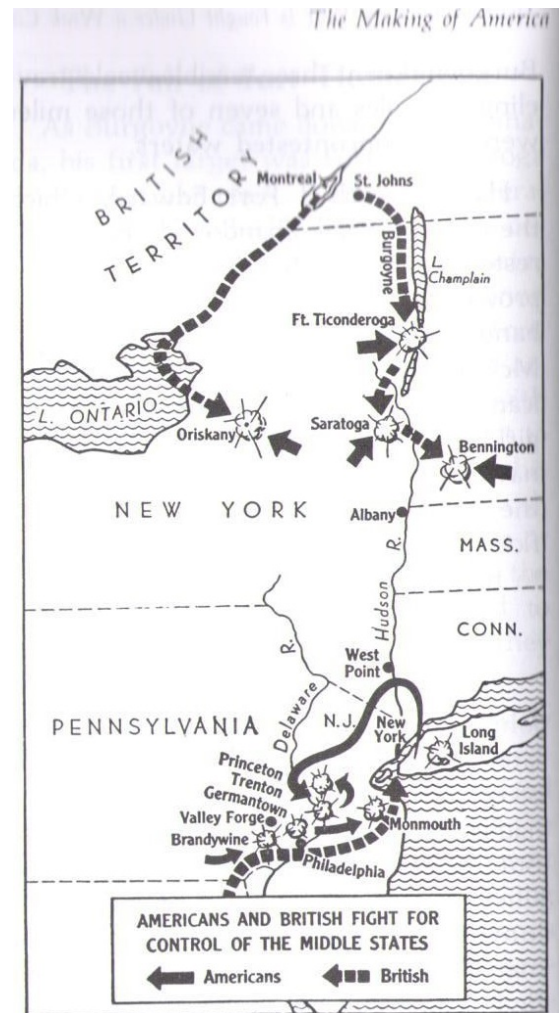 The Making of America
BRITISH
TERRITORY
Montreal
St. Johns
Burgoyne
L.
Champlain
Ft. Ticonderoga
L. ONTARIO
Oriskany
Saratoga
Bennington
NEW YORK
Albany
R.
MASS.
Hudson
CONN.
R.
West
Point
Delaware
PENNSYLVANIA
N.J.
New
York
Long
Island
Princeton
Trenton
Germantown
Valley Forge
Monmouth
Brandywine
Philadelphia
AMERICANS AND BRITISH FIGHT FOR
CONTROL OF THE MIDDLE STATES
Americans British